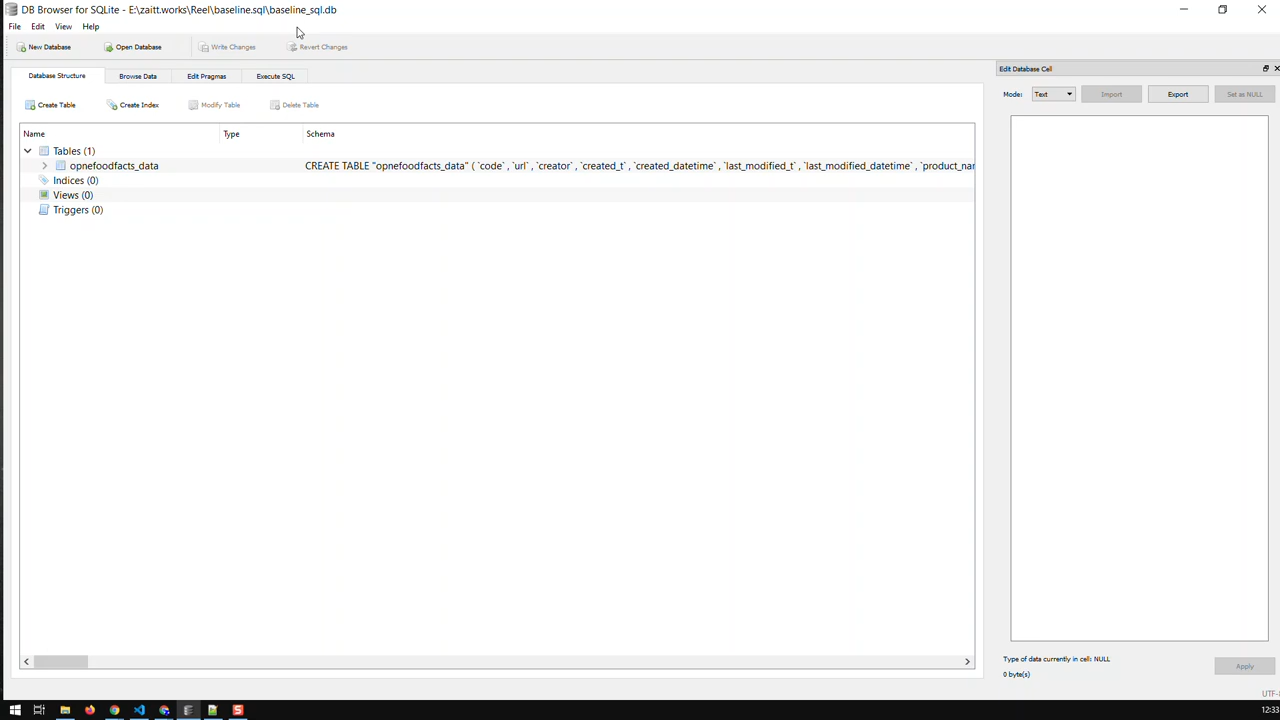 DB Browser for SQLite - E:\zaitt.works\Reel\baseline.sql\baseline_sql.db
File Edit View Help
New Database Open Database Write Changes Revert Changes
Database Structure Browse Data Edit Pragmas Execute SQL
Create Table Create Index Modify Table Delete Table
Name Type Schema
Tables (1)
opnefoodfacts_data CREATE TABLE "opnefoodfacts_data" ( `code`, `url`, `creator`, `created_t`, `created_datetime`, `last_modified_t`, `last_modified_datetime`, `product_nam
Indices (0)
Views (0)
Triggers (0)
Edit Database Cell
Mode: Text Import Export Set as NULL
Type of data currently in cell: NULL
0 byte(s)
Apply
UTF-8
12:33